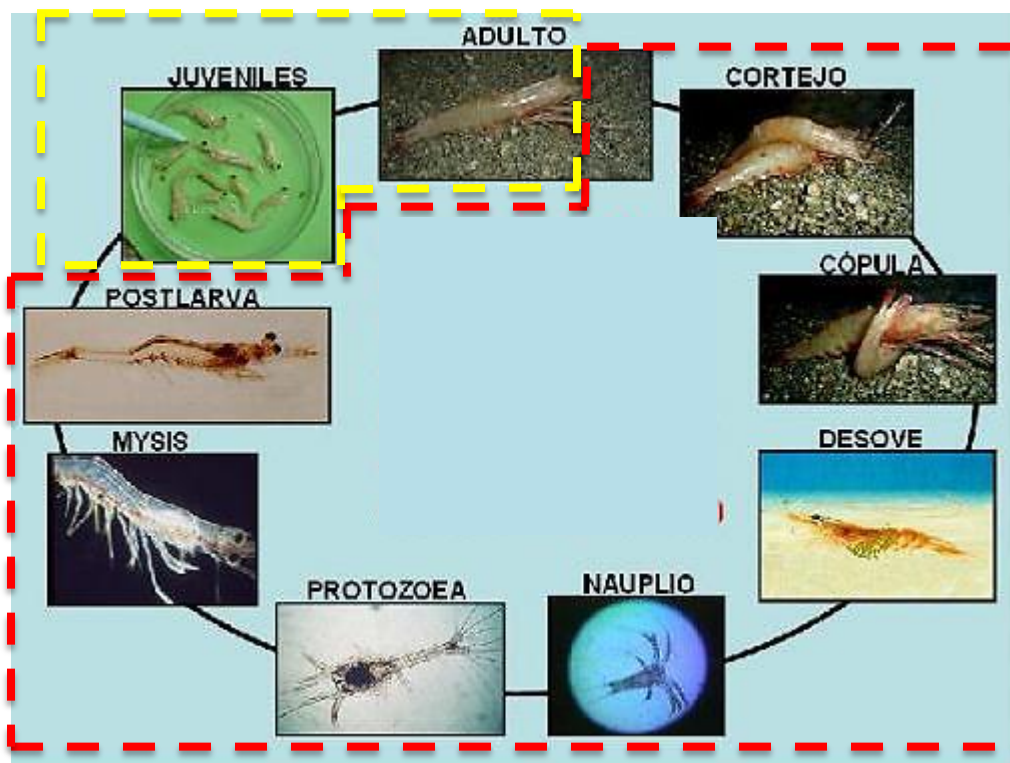 ADULTO
CORTEJO
CÓPULA
DESOVE
NAUPLIO
PROTOZOEA
MYSIS
POSTLARVA
JUVENILES